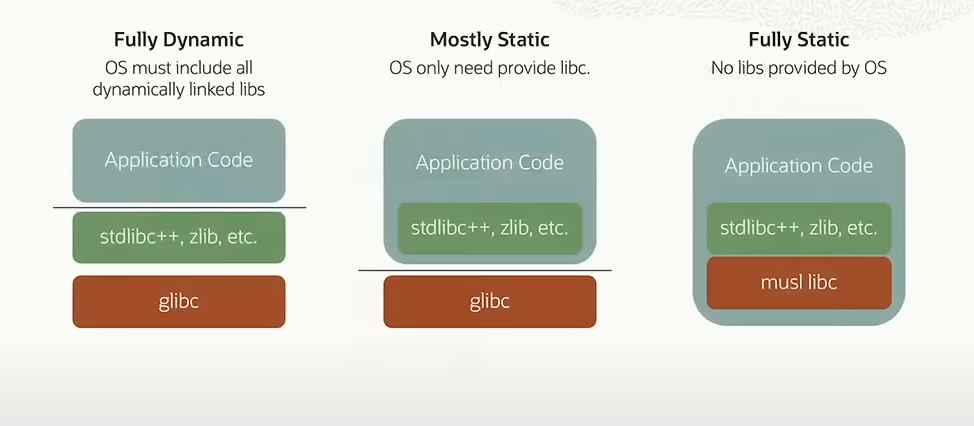 Fully Dynamic
OS must include all
dynamically linked libs
Application Code
stdlibc++, zlib, etc.
glibc
Mostly Static
OS only need provide libc.
Application Code
stdlibc++, zlib, etc.
glibc
Fully Static
No libs provided by OS
Application Code
stdlibc++, zlib, etc.
musl libc